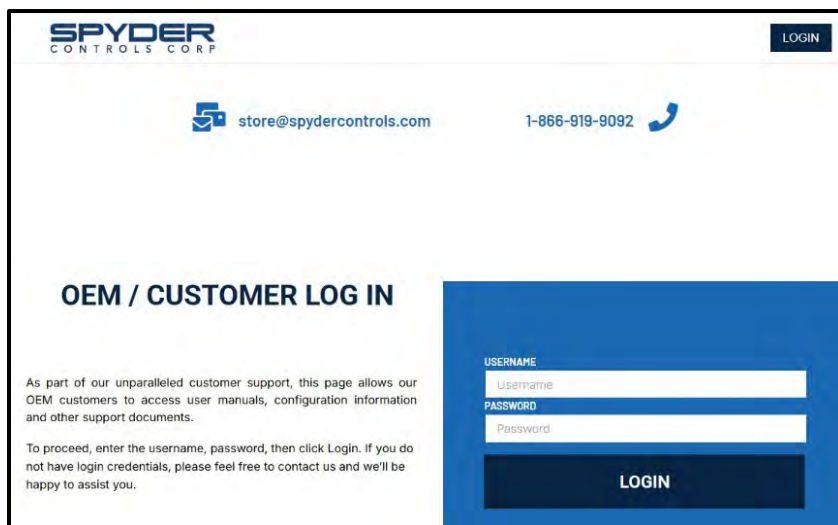 SPYDER
CONTROLS CORP
LOGIN
store@spydercontrols.com
1-866-919-9092
OEM / CUSTOMER LOG IN
As part of our unparalleled customer support, this page allows our
OEM customers to access user manuals, configuration information
and other support documents.
To proceed, enter the username, password, then click Login. If you do
not have login credentials, please feel free to contact us and we'll be
happy to assist you.
USERNAME
Username
PASSWORD
Password
LOGIN